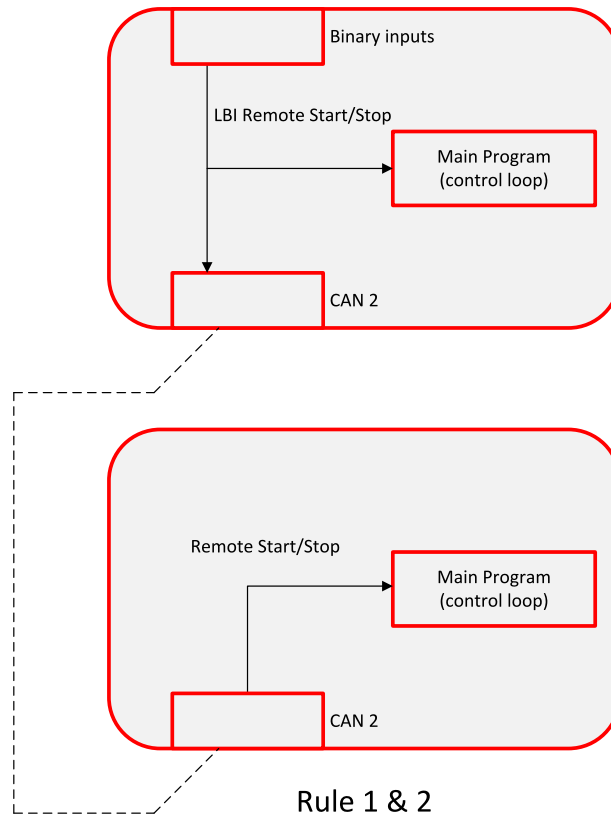 Binary inputs
LBI Remote Start/Stop
Main Program
(control loop)
CAN 2
Remote Start/Stop
Main Program
(control loop)
CAN 2
Rule 1 & 2